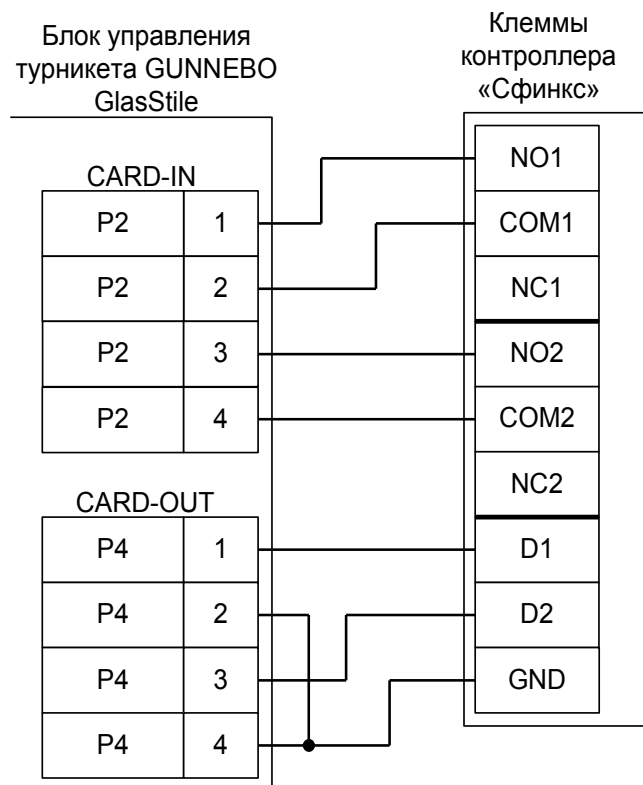 Блок управления
турникета GUNNEBO
GlasStile
Клеммы
контроллера
«Сфинкс»
CARD-IN
P2 1
P2 2
P2 3
P2 4
CARD-OUT
P4 1
P4 2
P4 3
P4 4
NO1
COM1
NC1
NO2
COM2
NC2
D1
D2
GND